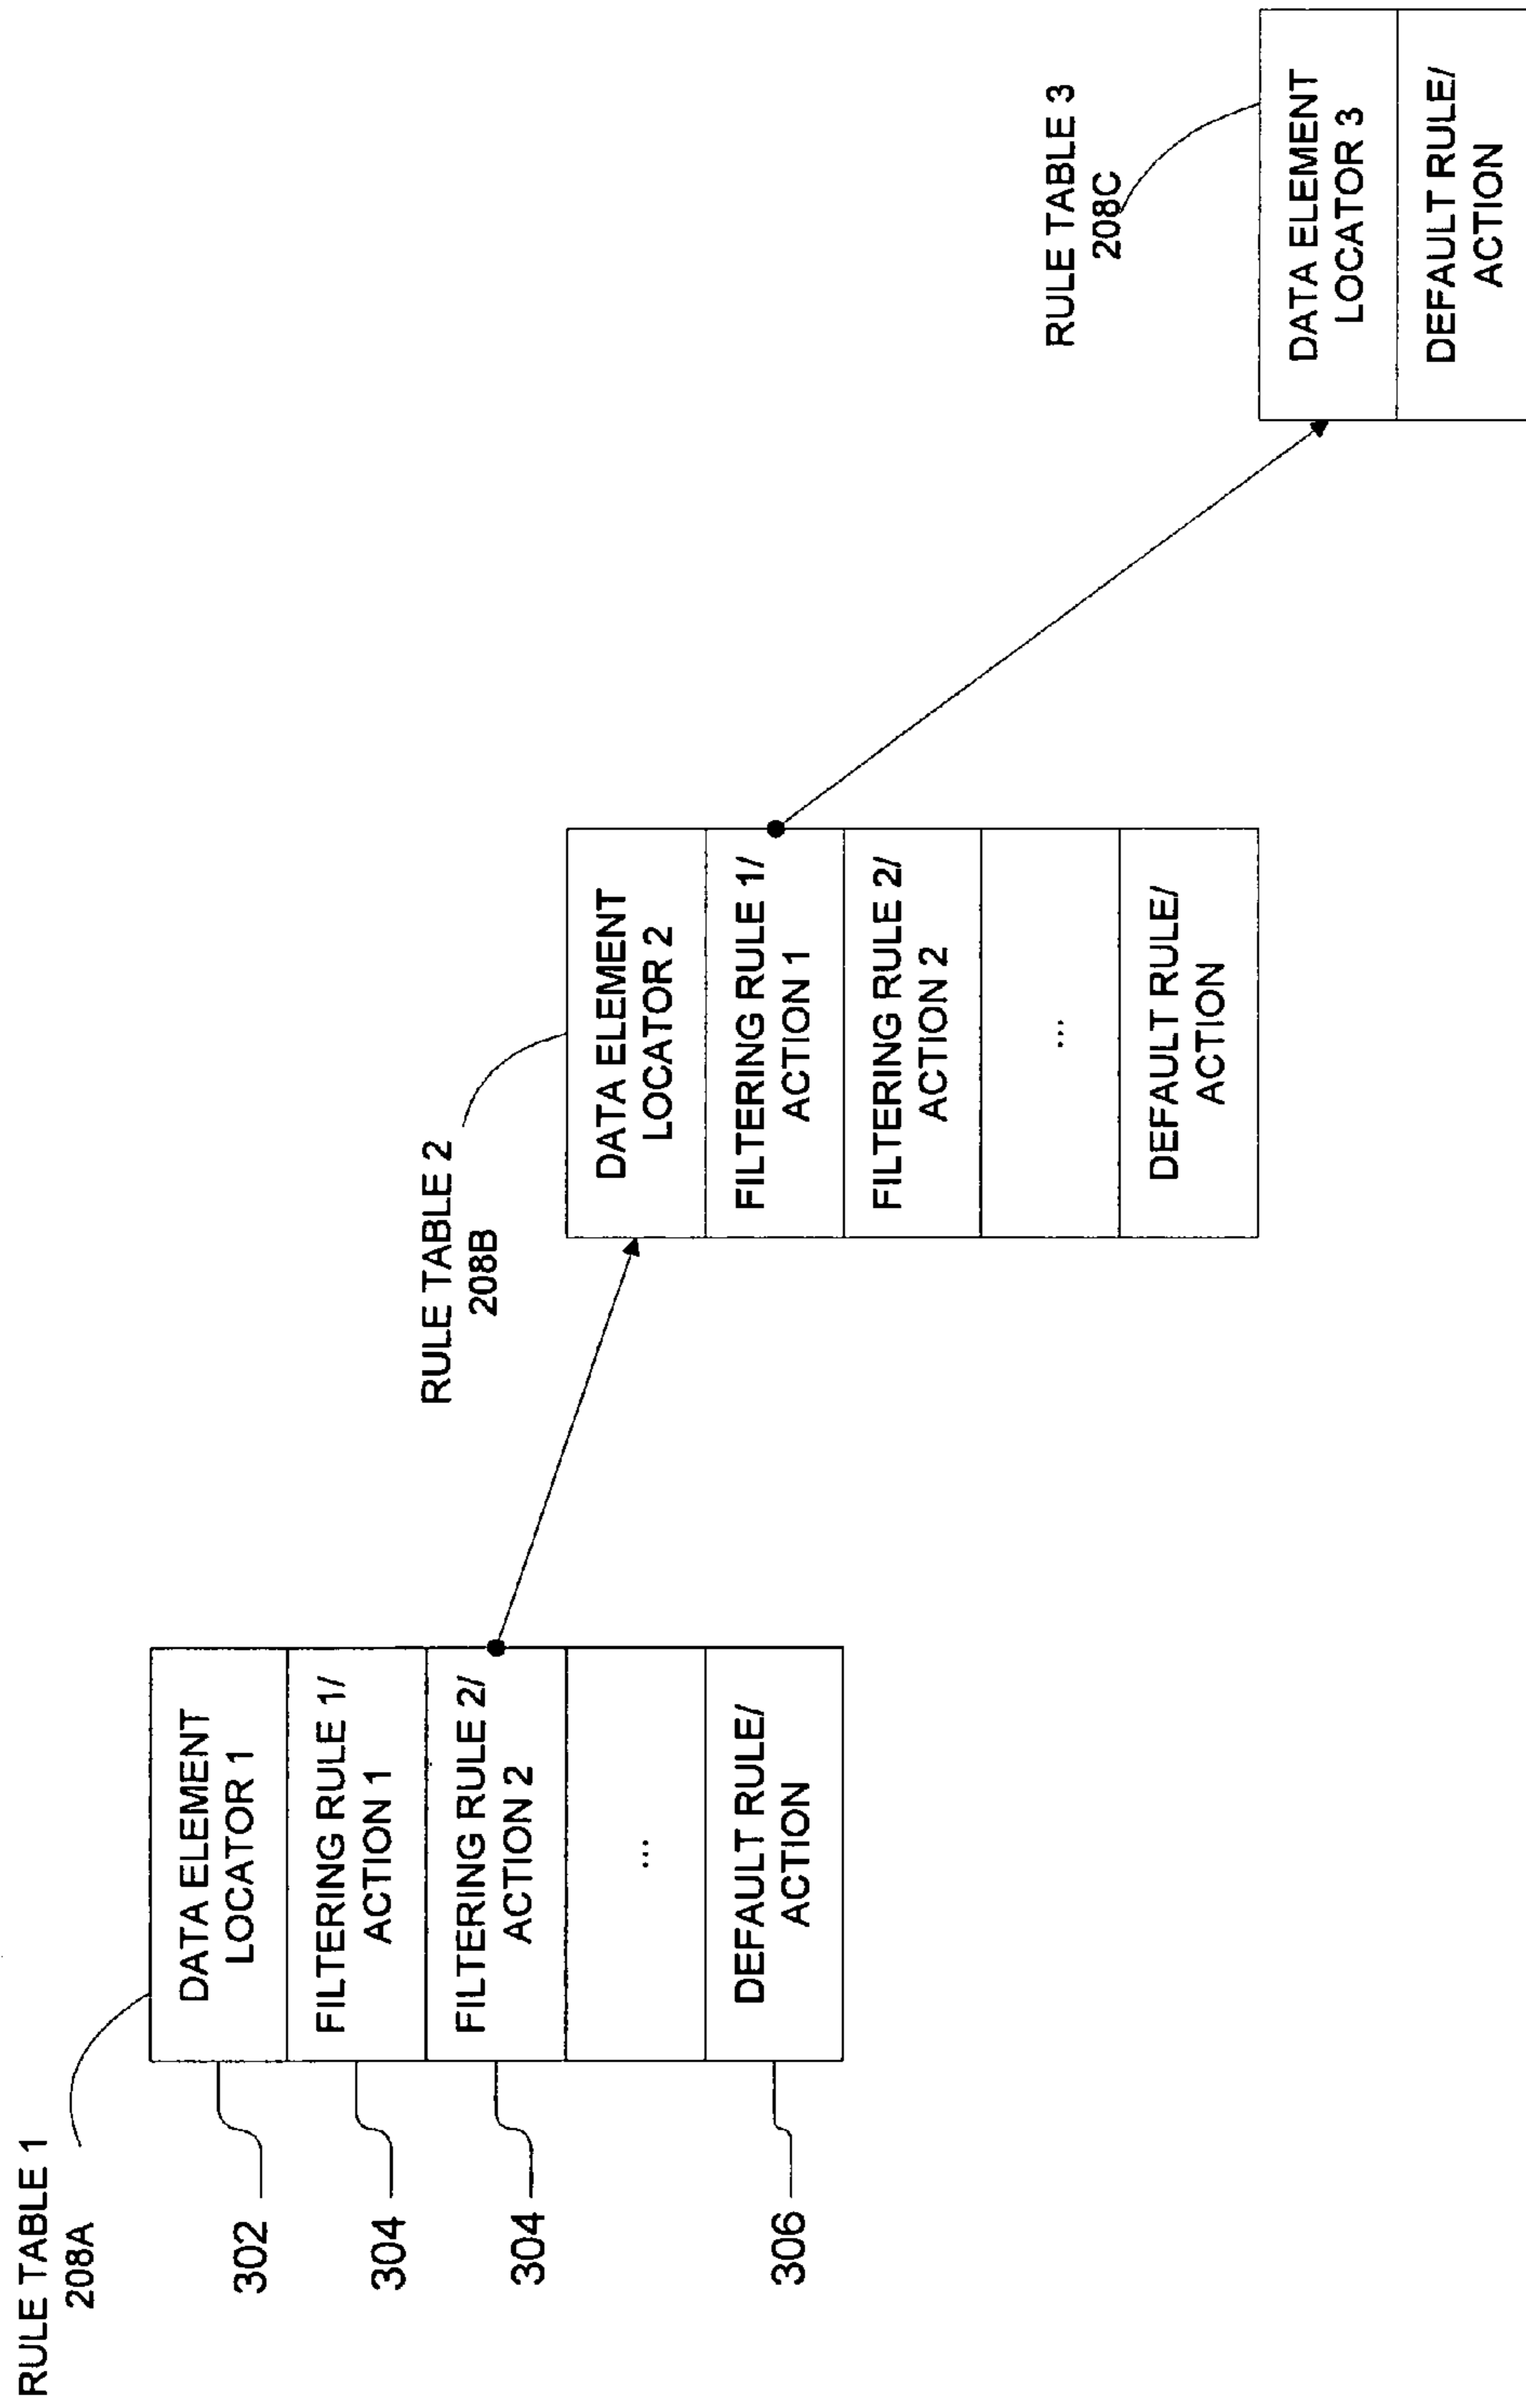 RULE TABLE 1
208A
302
304
304
306
DATA ELEMENT
LOCATOR 1
FILTERING RULE 1/
ACTION 1
FILTERING RULE 2/
ACTION 2
...
DEFAULT RULE/
ACTION
RULE TABLE 2
208B
DATA ELEMENT
LOCATOR 2
FILTERING RULE 1/
ACTION 1
FILTERING RULE 2/
ACTION 2
...
DEFAULT RULE/
ACTION
RULE TABLE 3
208C
DATA ELEMENT
LOCATOR 3
DEFAULT RULE/
ACTION